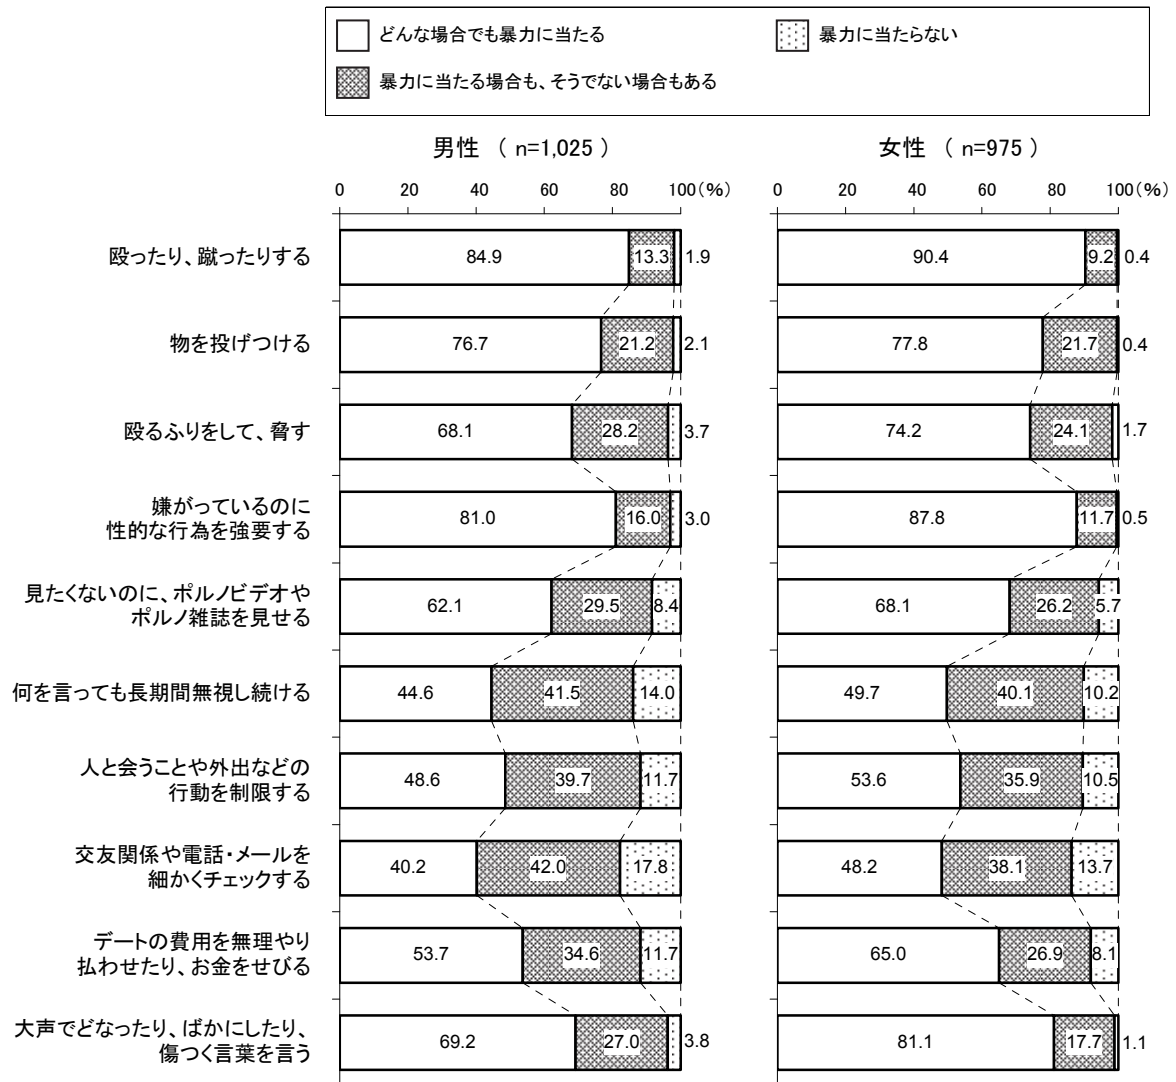 どんな場合でも暴力に当たる 暴力に当たらない
暴力に当たる場合も、そうでない場合もある
男性 ( n=1,025 ) 女性 ( n=975 )
0 20 40 60 80 100(%) 0 20 40 60 80 100(%)
殴ったり、蹴ったりする 84.9 13.3 1.9 90.4 9.2 0.4
物を投げつける 76.7 21.2 2.1 77.8 21.7 0.4
殴るふりをして、脅す 68.1 28.2 3.7 74.2 24.1 1.7
嫌がっているのに
性的な行為を強要する 81.0 16.0 3.0 87.8 11.7 0.5
見たくないのに、ポルノビデオや
ポルノ雑誌を見せる 62.1 29.5 8.4 68.1 26.2 5.7
何を言っても長期間無視し続ける 44.6 41.5 14.0 49.7 40.1 10.2
人と会うことや外出などの
行動を制限する 48.6 39.7 11.7 53.6 35.9 10.5
交友関係や電話・メールを
細かくチェックする 40.2 42.0 17.8 48.2 38.1 13.7
デートの費用を無理やり
払わせたり、お金をせびる 53.7 34.6 11.7 65.0 26.9 8.1
大声でどなったり、ばかにしたり、
傷つく言葉を言う 69.2 27.0 3.8 81.1 17.7 1.1